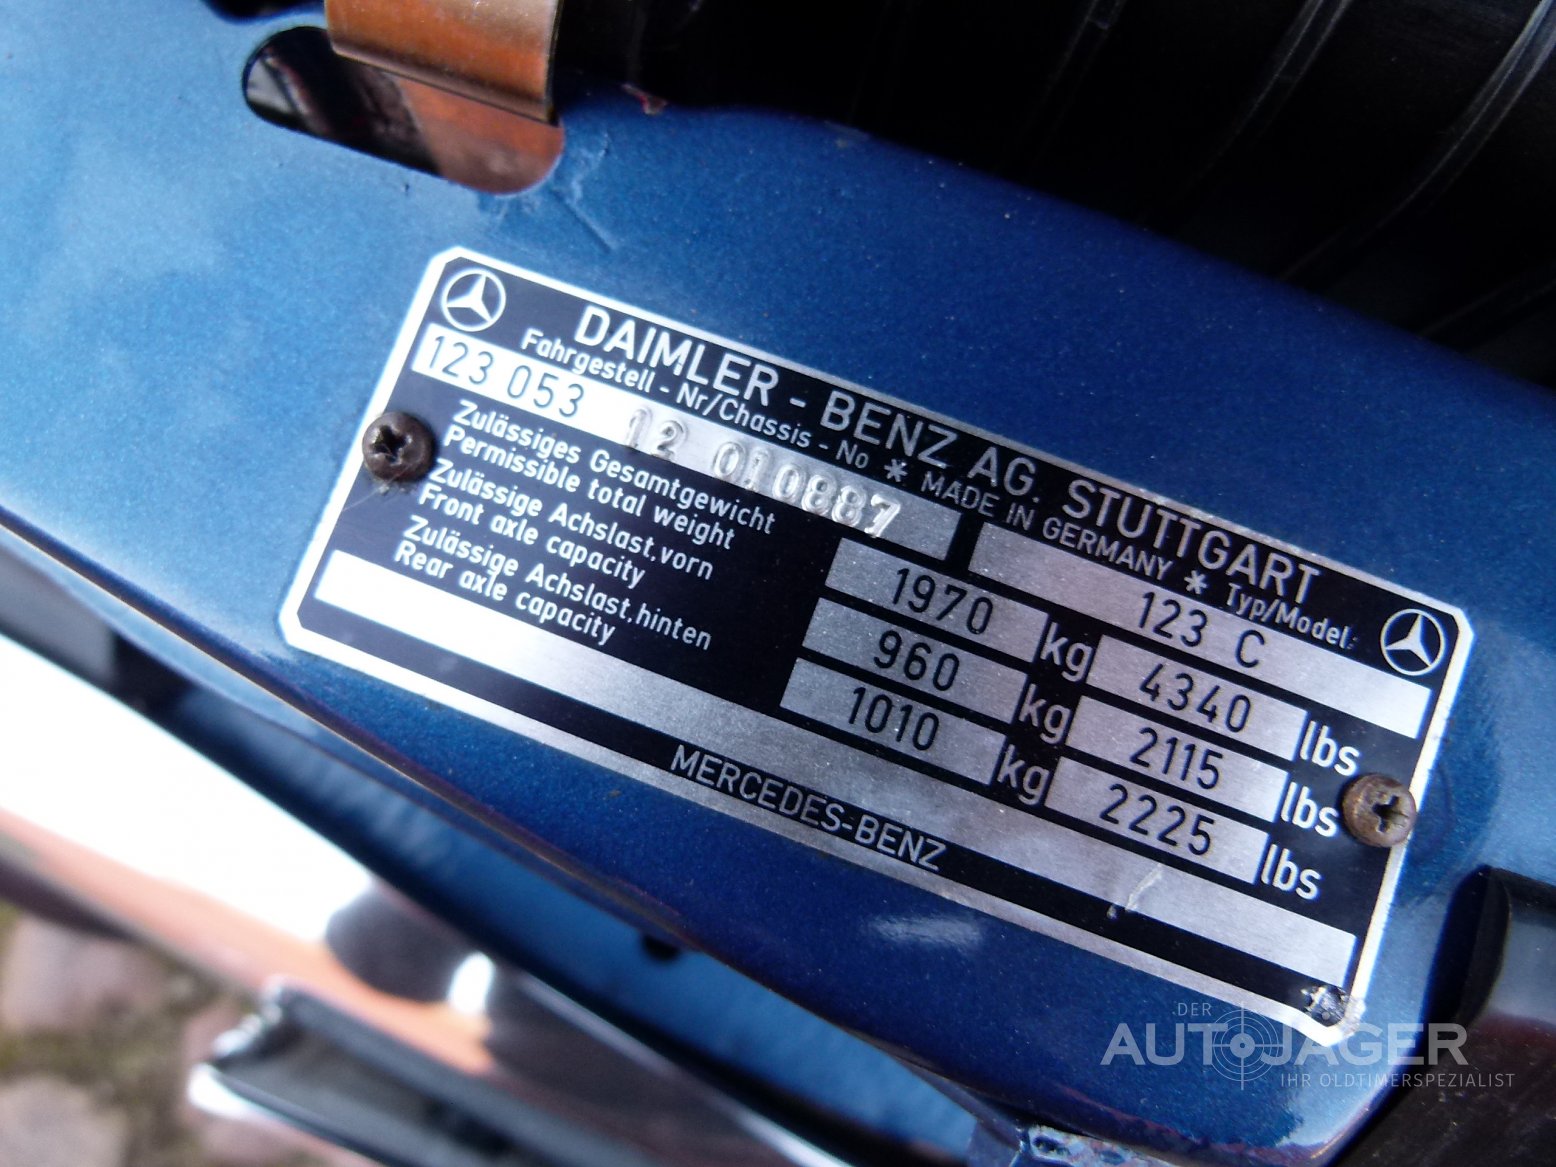 DAIMLER - BENZ AG. STUTTGART
Fahrgestell - Nr/Chassis - No * MADE IN GERMANY * Typ/Model:
123 053 12 010887 123 C
Zulässiges Gesamtgewicht
Permissible total weight 1970 kg 4340 lbs
Zulässige Achslast, vorn
Front axle capacity 960 kg 2115 lbs
Zulässige Achslast, hinten
Rear axle capacity 1010 kg 2225 lbs
MERCEDES-BENZ
DER
AUTOJÄGER
IHR OLDTIMERSPEZIALIST